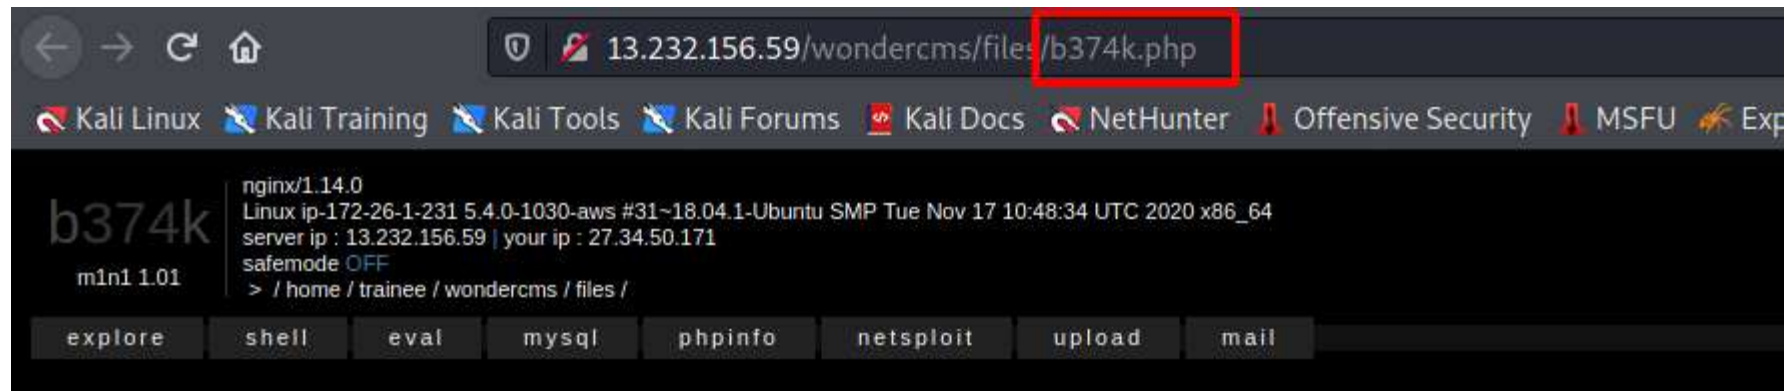 13.232.156.59/wondercms/files/b374k.php
Kali Linux Kali Training Kali Tools Kali Forums Kali Docs NetHunter Offensive Security MSFU Exp
b374k
m1n1 1.01
nginx/1.14.0
Linux ip-172-26-1-231 5.4.0-1030-aws #31~18.04.1-Ubuntu SMP Tue Nov 17 10:48:34 UTC 2020 x86_64
server ip : 13.232.156.59 | your ip : 27.34.50.171
safemode OFF
> / home / trainee / wondercms / files /
explore shell eval mysql phpinfo netsploit upload mail